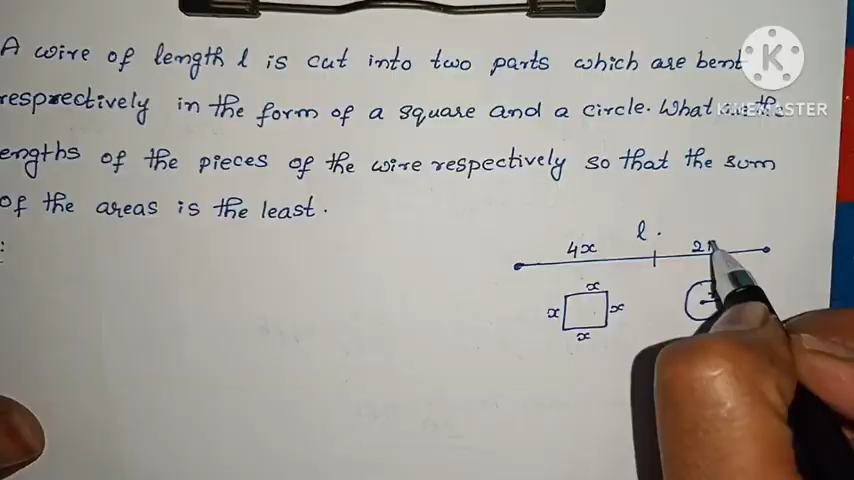 A wire of length l is cut into two parts which are bent
respectively in the form of a square and a circle. What are the
engths of the pieces of the wire respectively so that the sum
of the areas is the least.
l.
4x
2
x
x
x
x
K
KINEMASTER